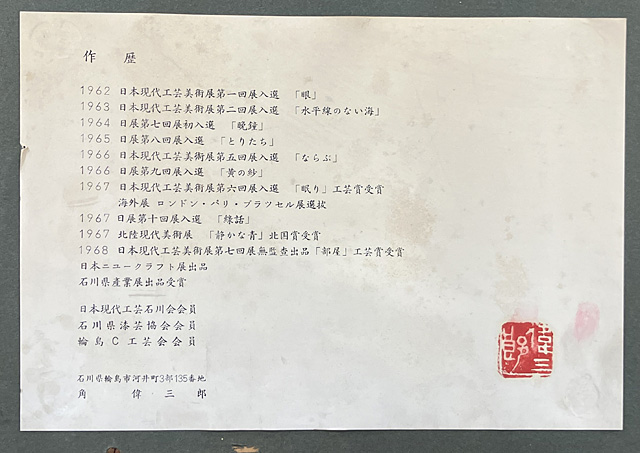 作 歴
1962 日本現代工芸美術展第一回展入選 「眼」
1963 日本現代工芸美術展第二回展入選 「水平線のない海」
1964 日展第七回展初入選 「晩鐘」
1965 日展第八回展入選 「とりたち」
1966 日本現代工芸美術展第五回展入選 「ならぶ」
1966 日展第九回展入選 「黄の紗」
1967 日本現代工芸美術展第六回展入選 「眠り」工芸賞受賞
海外展 ロンドン・パリ・ブラッセル展選抜
1967 日展第十回展入選 「緑話」
1967 北陸現代美術展 「静かな青」北国賞受賞
1968 日本現代工芸美術展第七回展無監査出品「部屋」工芸賞受賞
日本ニュークラフト展出品
石川県産業展出品受賞
日本現代工芸石川会会員
石川県漆芸協会会員
輪島C工芸会会員
石川県輪島市河井町3部135番地
角 偉三郎
偉三郎